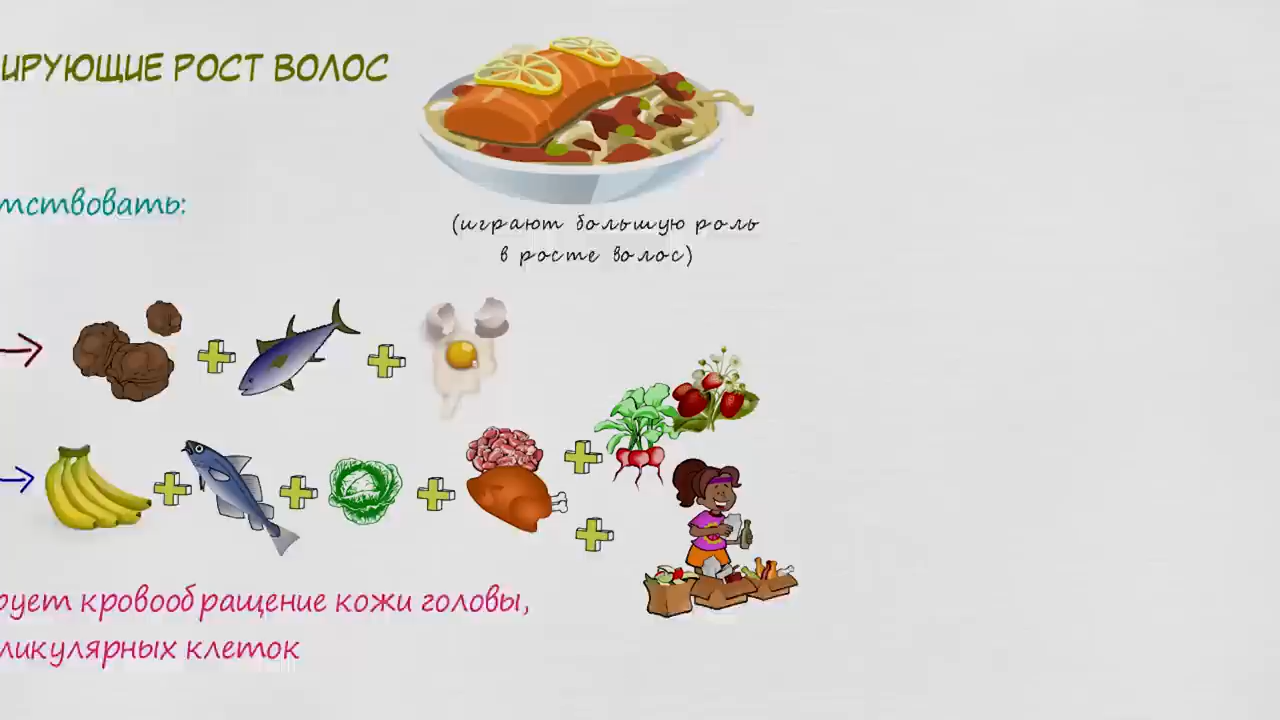 ИРУЮЩИЕ РОСТ ВОЛОС
тствовать:
(играют большую роль
в росте волос)
рует кровообращение кожи головы,
ликулярных клеток